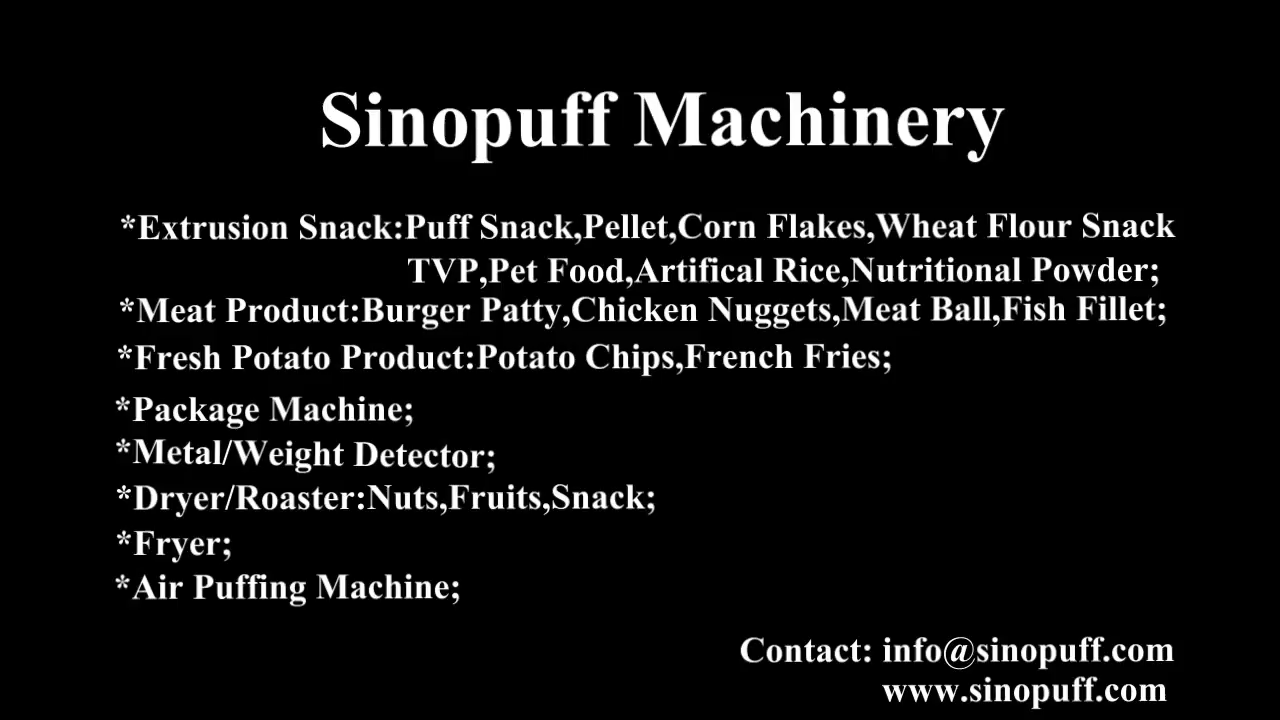 Sinopuff Machinery
*Extrusion Snack:Puff Snack,Pellet,Corn Flakes,Wheat Flour Snack
TVP,Pet Food,Artifical Rice,Nutritional Powder;
*Meat Product:Burger Patty,Chicken Nuggets,Meat Ball,Fish Fillet;
*Fresh Potato Product:Potato Chips,French Fries;
*Package Machine;
*Metal/Weight Detector;
*Dryer/Roaster:Nuts,Fruits,Snack;
*Fryer;
*Air Puffing Machine;
Contact: info@sinopuff.com
www.sinopuff.com